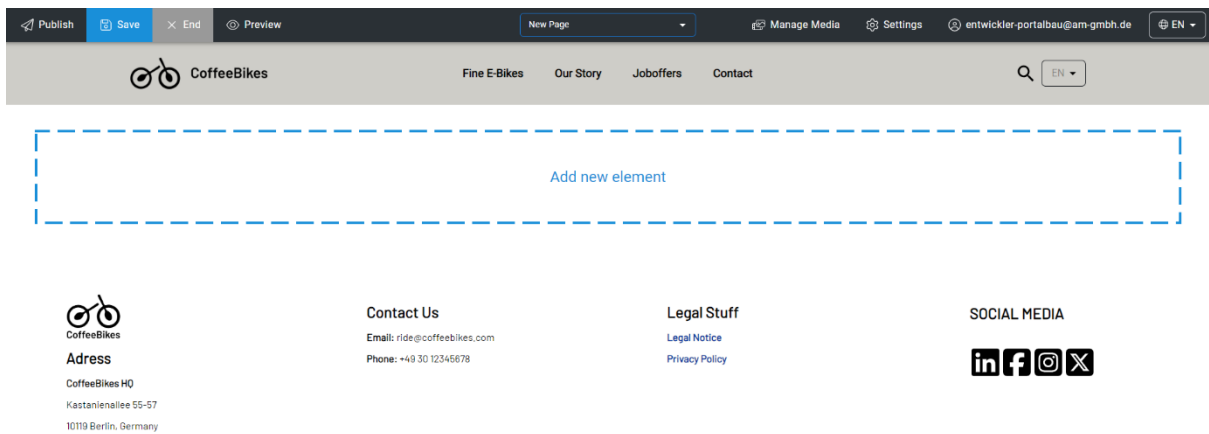 Publish Save End Preview New Page Manage Media Settings entwickler-portalbau@am-gmbh.de EN
CoffeeBikes Fine E-Bikes Our Story Joboffers Contact EN
Add new element
CoffeeBikes
Adress
CoffeeBikes HQ
Kastanienallee 55-57
10119 Berlin, Germany
Contact Us
Email: ride@coffeebikes.com
Phone: +49 30 12345678
Legal Stuff
Legal Notice
Privacy Policy
SOCIAL MEDIA